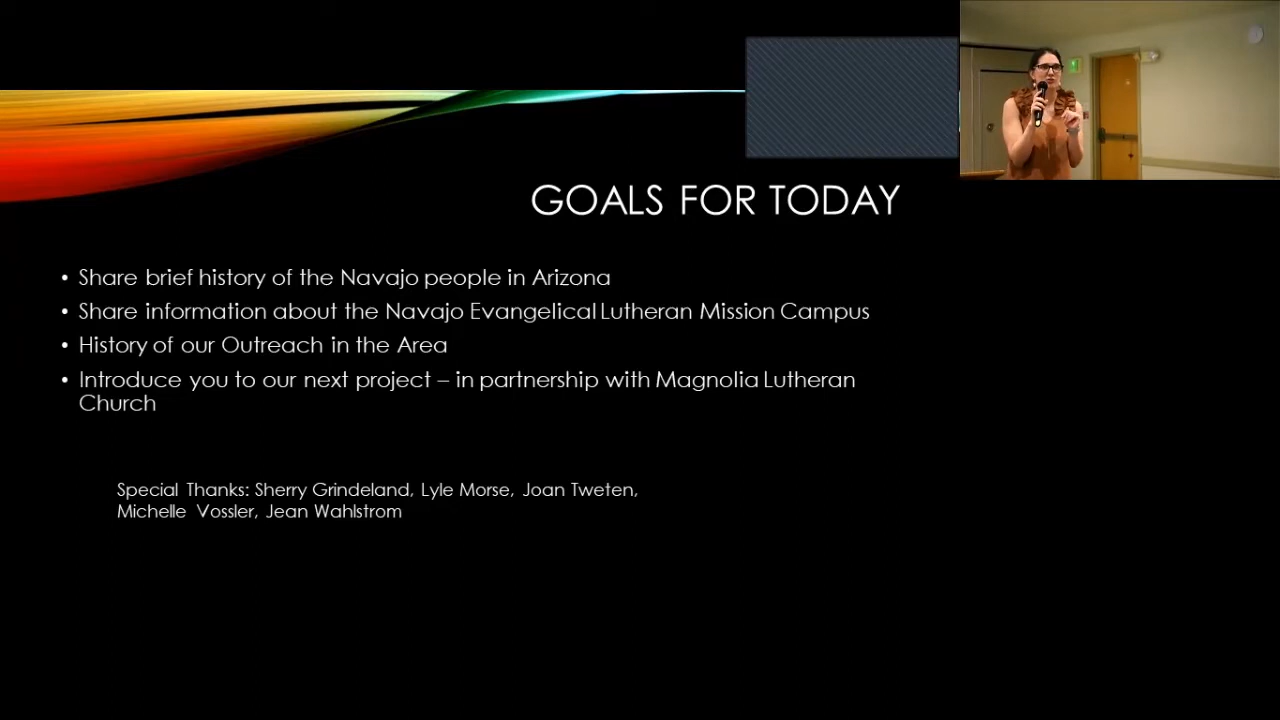 GOALS FOR TODAY
• Share brief history of the Navajo people in Arizona
• Share information about the Navajo Evangelical Lutheran Mission Campus
• History of our Outreach in the Area
• Introduce you to our next project – in partnership with Magnolia Lutheran
Church
Special Thanks: Sherry Grindeland, Lyle Morse, Joan Tweten,
Michelle Vossler, Jean Wahlstrom